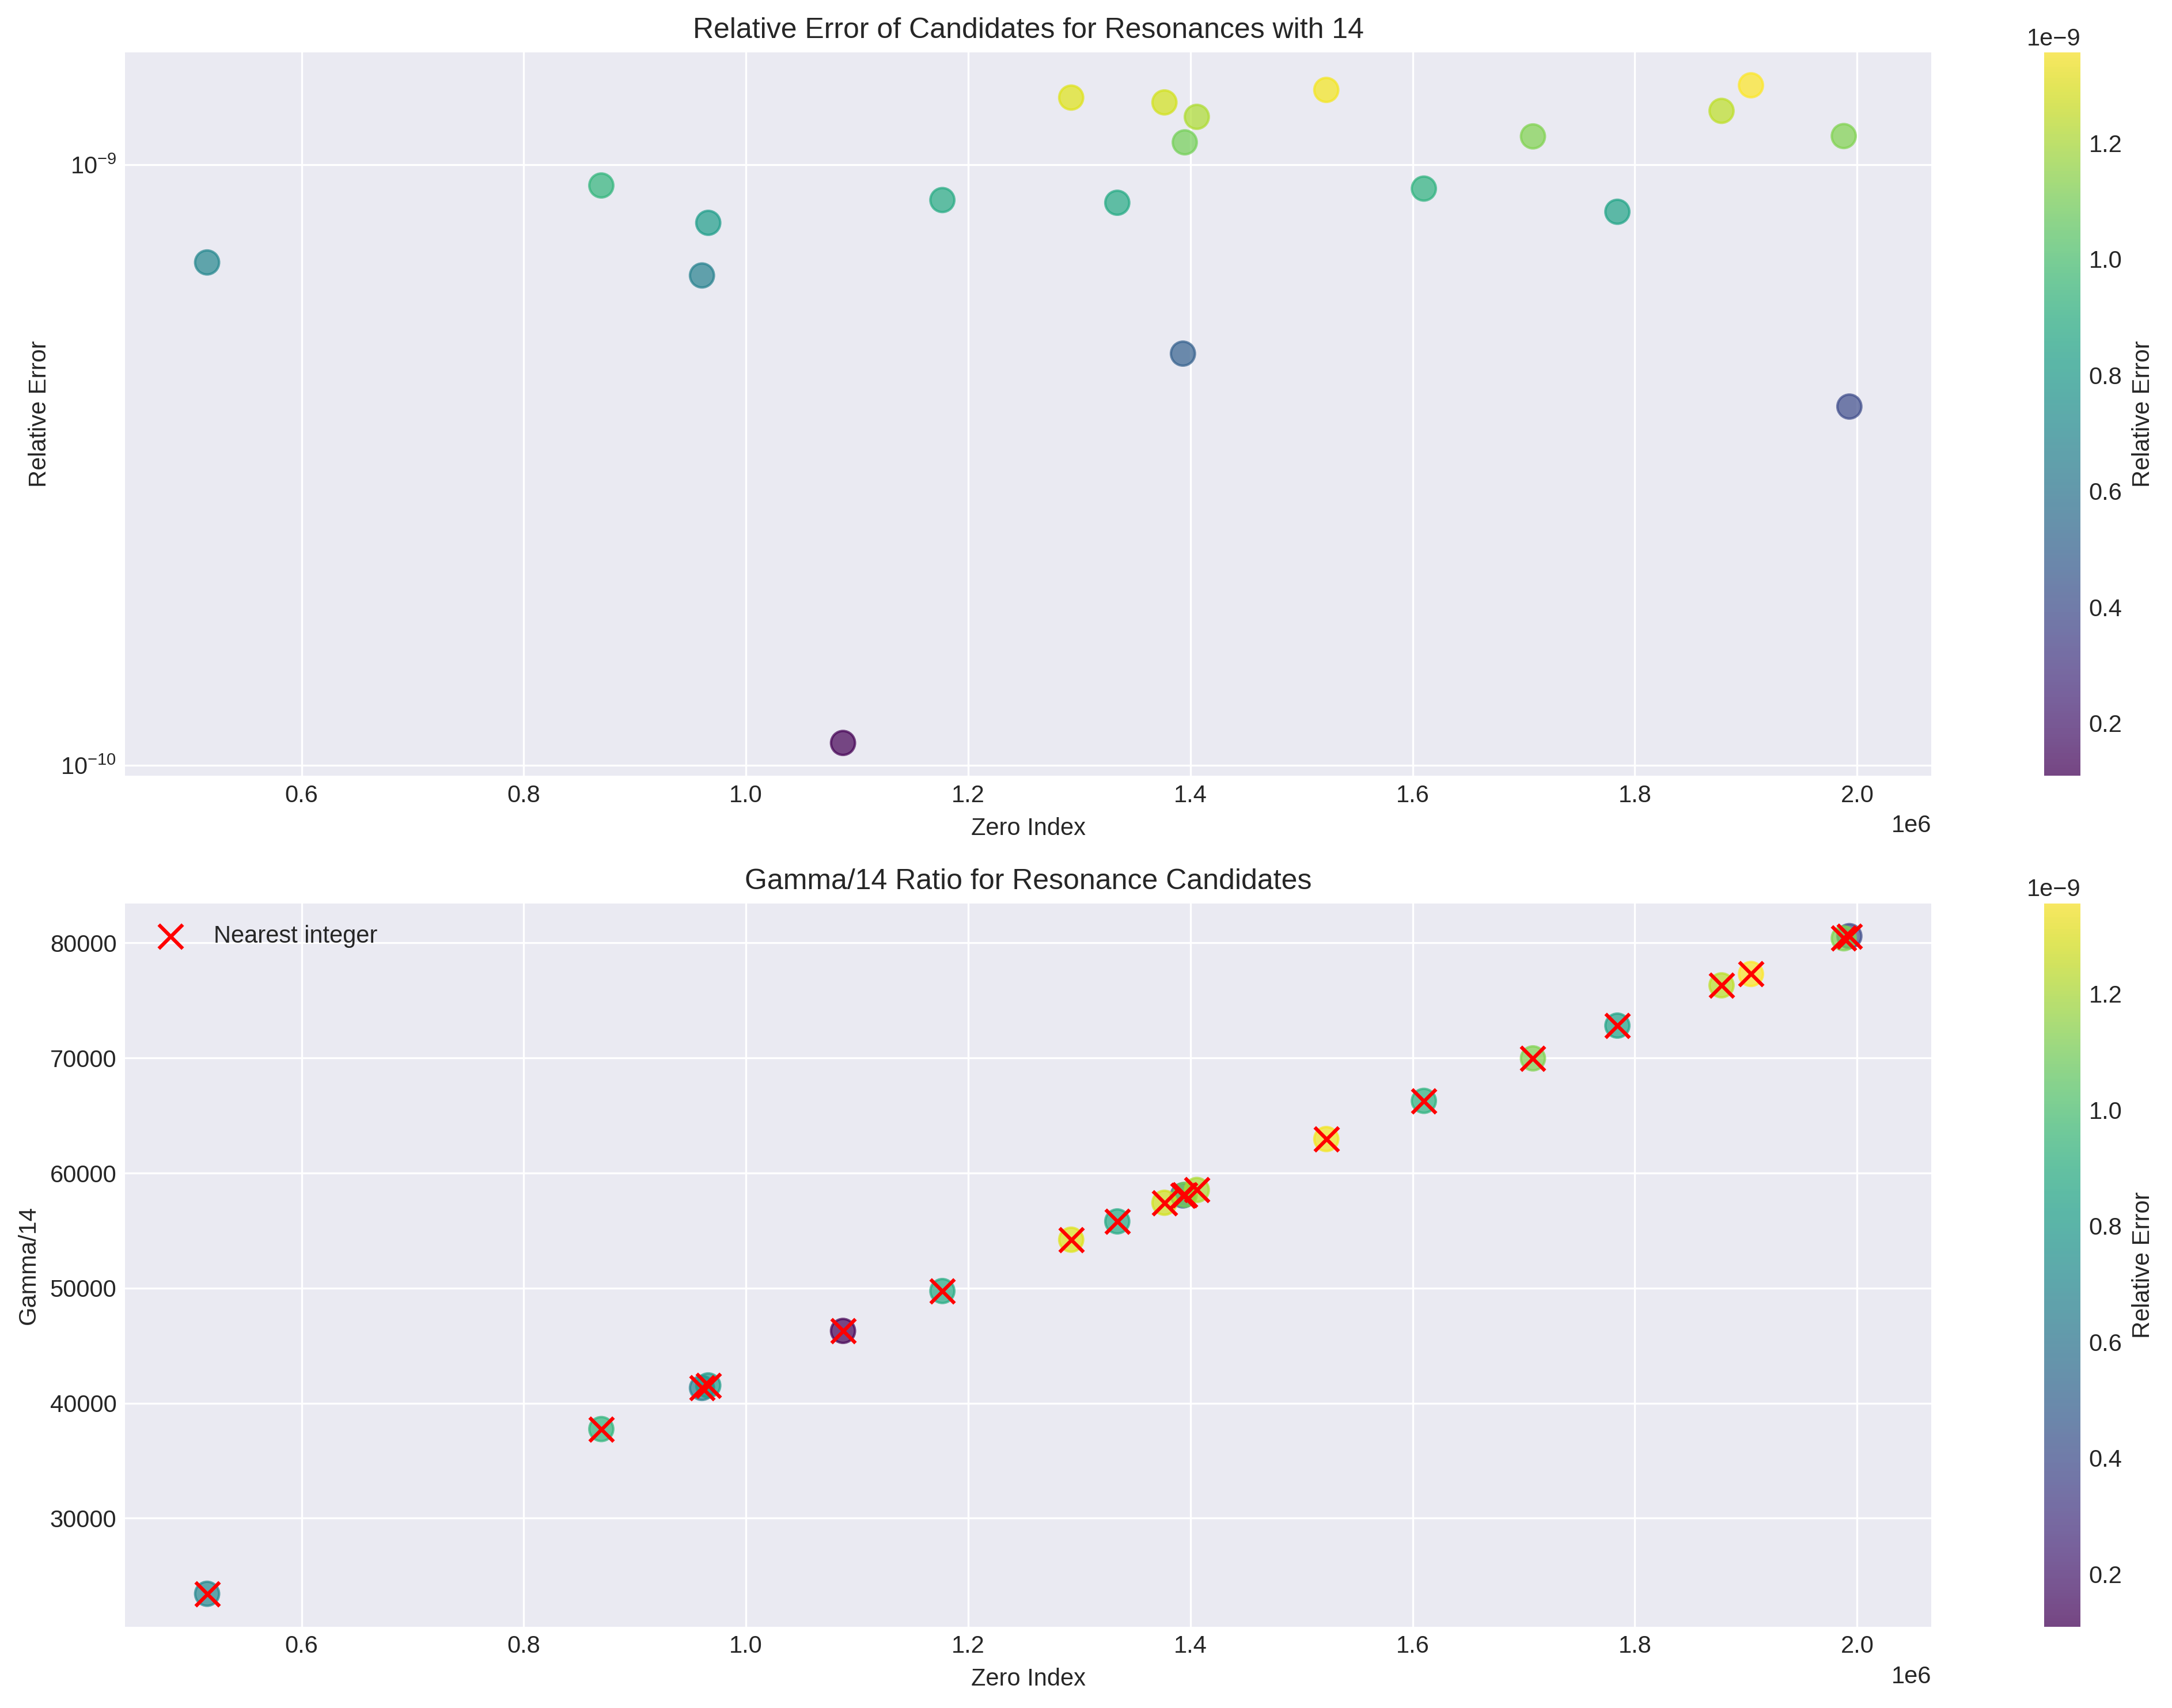 Relative Error of Candidates for Resonances with 14
1e−9
10⁻⁹
10⁻¹⁰
Relative Error
0.6 0.8 1.0 1.2 1.4 1.6 1.8 2.0
Zero Index
1e6
1.2
1.0
0.8
0.6
0.4
0.2
Relative Error
Gamma/14 Ratio for Resonance Candidates
1e−9
Nearest integer
80000
70000
60000
50000
40000
30000
Gamma/14
0.6 0.8 1.0 1.2 1.4 1.6 1.8 2.0
Zero Index
1e6
1.2
1.0
0.8
0.6
0.4
0.2
Relative Error